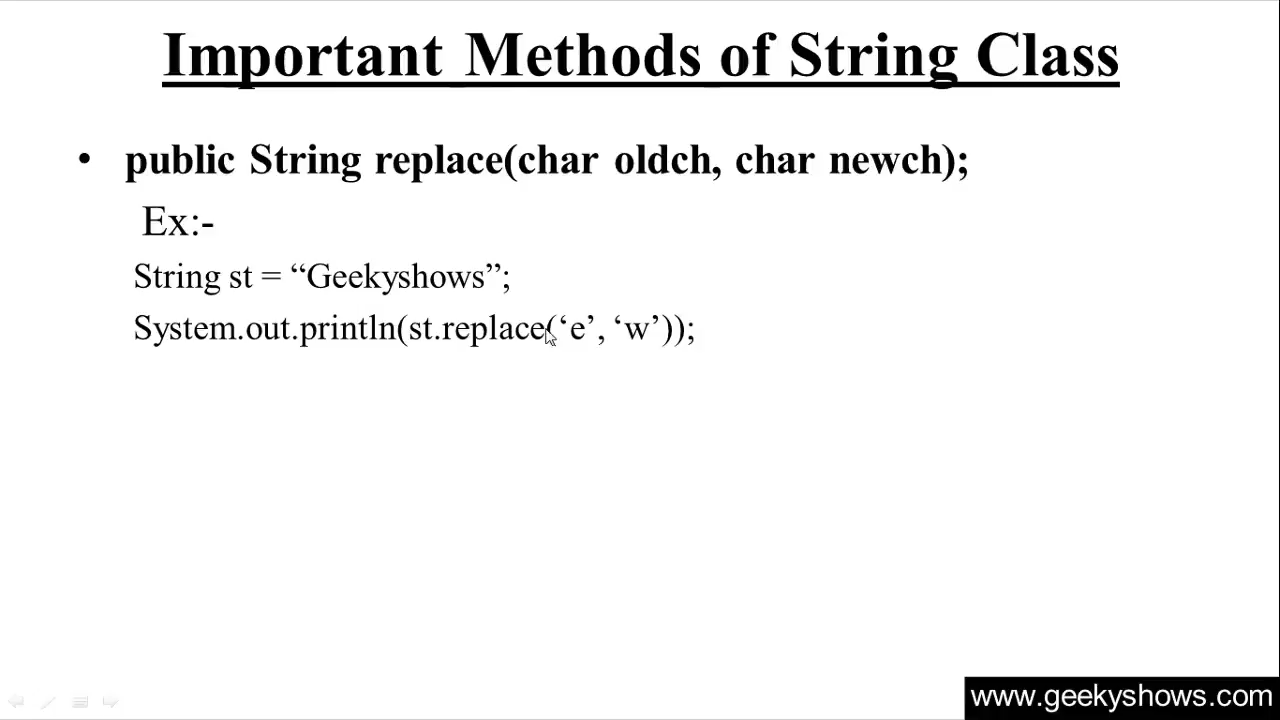 Important Methods of String Class
• public String replace(char oldch, char newch);
Ex:-
String st = “Geekyshows”;
System.out.println(st.replace(‘e’, ‘w’));
www.geekyshows.com